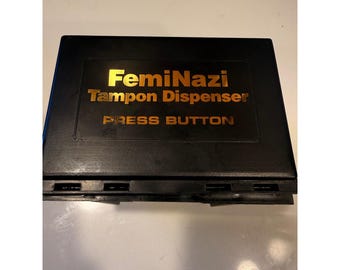 FemiNazi
Tampon Dispenser
PRESS BUTTON